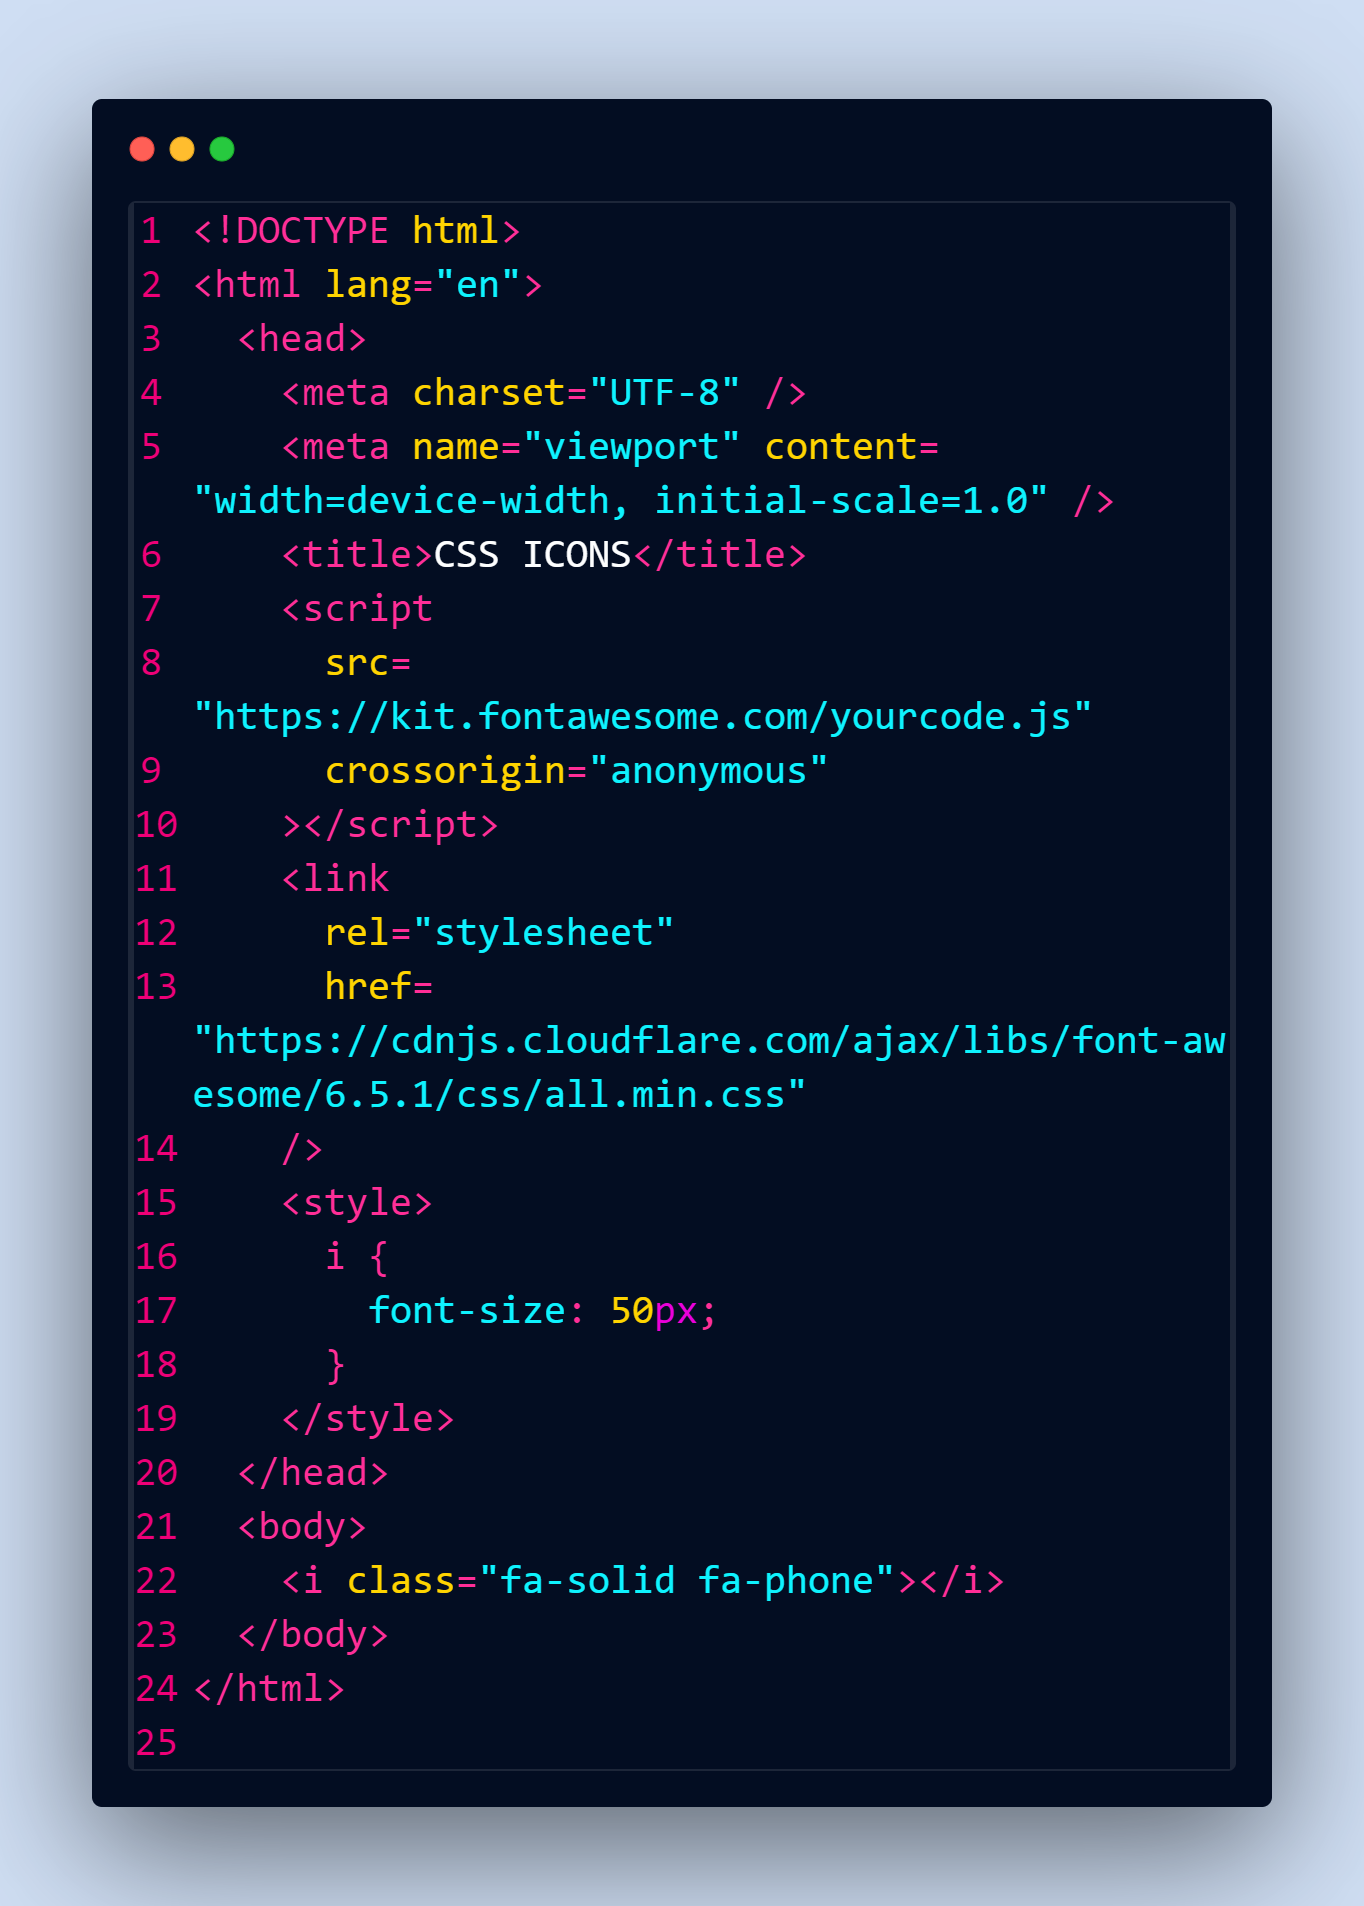 1 <!DOCTYPE html>
2 <html lang="en">
3   <head>
4     <meta charset="UTF-8" />
5     <meta name="viewport" content=
"width=device-width, initial-scale=1.0" />
6     <title>CSS ICONS</title>
7     <script
8       src=
"https://kit.fontawesome.com/yourcode.js"
9       crossorigin="anonymous"
10     ></script>
11     <link
12       rel="stylesheet"
13       href=
"https://cdnjs.cloudflare.com/ajax/libs/font-aw
esome/6.5.1/css/all.min.css"
14     />
15     <style>
16       i {
17         font-size: 50px;
18       }
19     </style>
20   </head>
21   <body>
22     <i class="fa-solid fa-phone"></i>
23   </body>
24 </html>
25